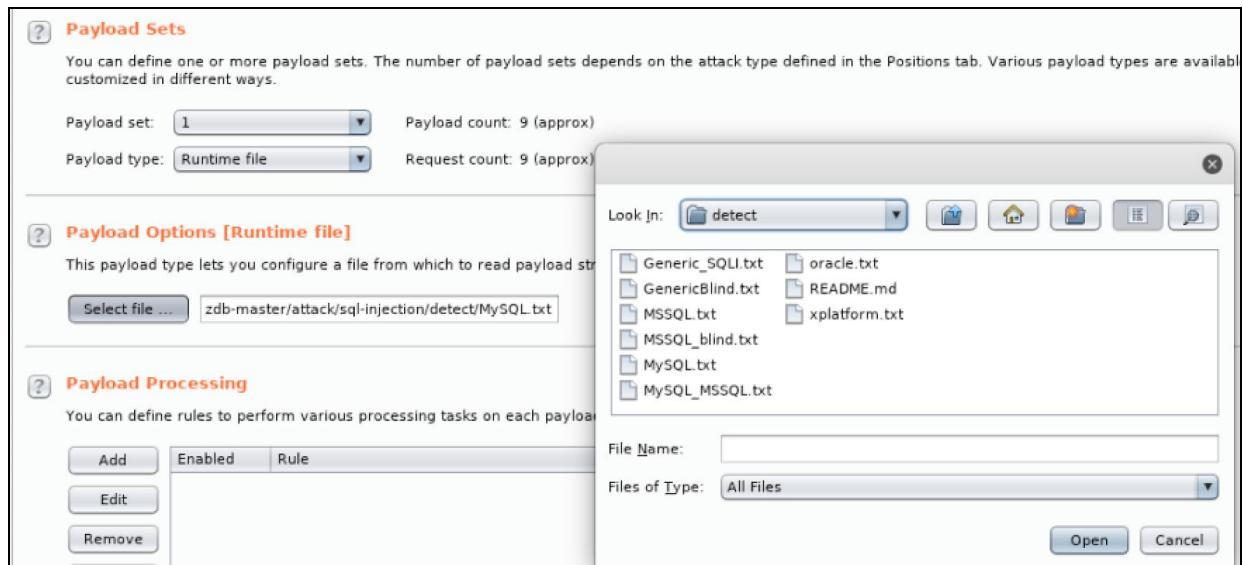 Payload Sets
You can define one or more payload sets. The number of payload sets depends on the attack type defined in the Positions tab. Various payload types are
customized in different ways.
Payload set: 1 Payload count: 9 (approx)
Payload type: Runtime file Request count: 9 (approx)
Payload Options [Runtime file]
This payload type lets you configure a file from which to read payload
Select file ... zdb-master/attack/sql-injection/detect/MySQL.txt
Payload Processing
You can define rules to perform various processing tasks on each
Add Enabled Rule
Edit
Remove
Look In: detect
Generic_SQLI.txt oracle.txt
GenericBlind.txt README.md
MSSQL.txt xplatform.txt
MSSQL_blind.txt
MySQL.txt
MySQL_MSSQL.txt
File Name:
Files of Type: All Files
Open Cancel